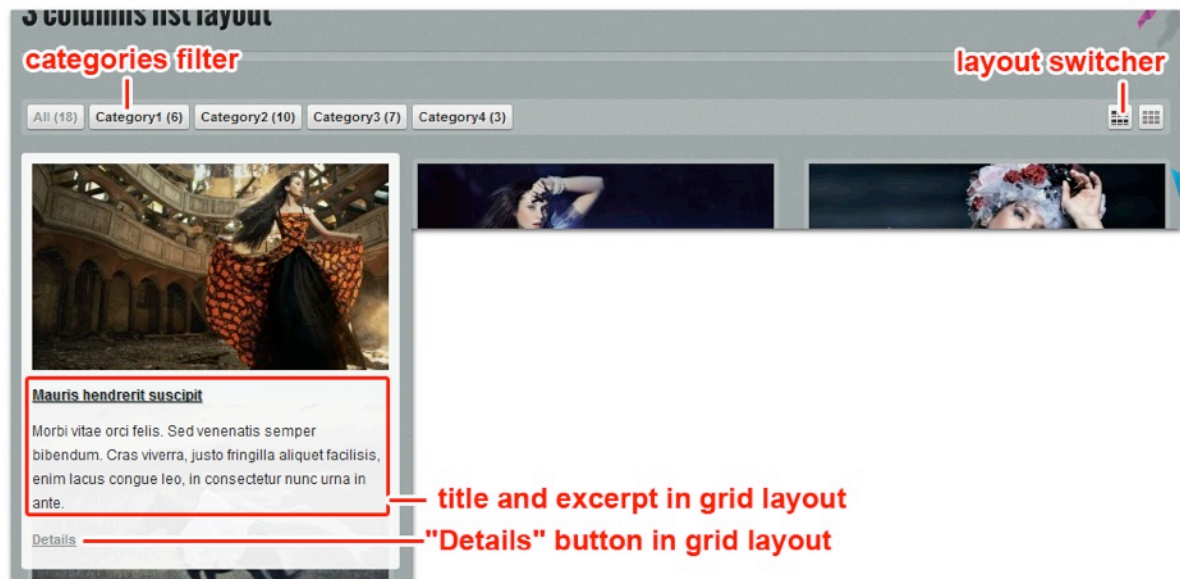 3 columns list layout
categories filter
layout switcher
All (18) Category1 (6) Category2 (10) Category3 (7) Category4 (3)
Mauris hendrerit suscipit
Morbi vitae orci felis. Sed venenatis semper
bibendum. Cras viverra, justo fringilla aliquet facilisis,
enim lacus congue leo, in consectetur nunc urna in
ante.
title and excerpt in grid layout
Details
"Details" button in grid layout